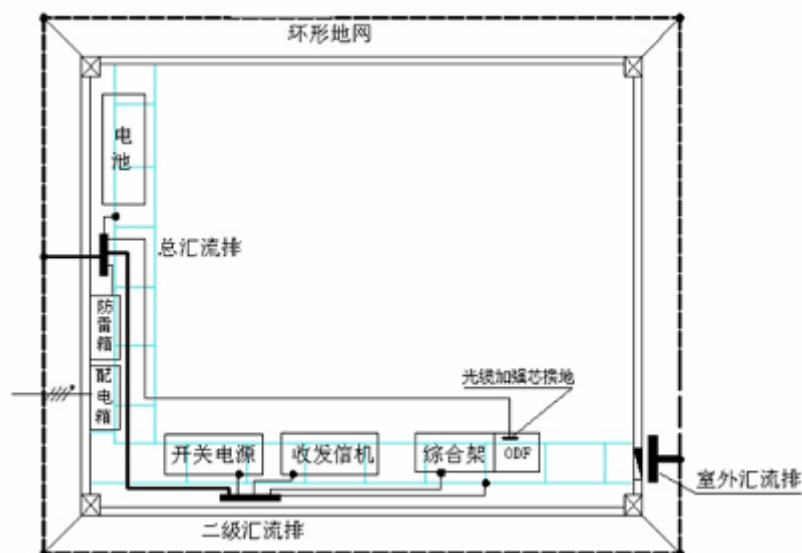 环形地网
电
池
总汇流排
防
雷
箱
配
电
箱
光缆加强芯接地
开关电源
收发信机
综合架
ODF
室外汇流排
二级汇流排